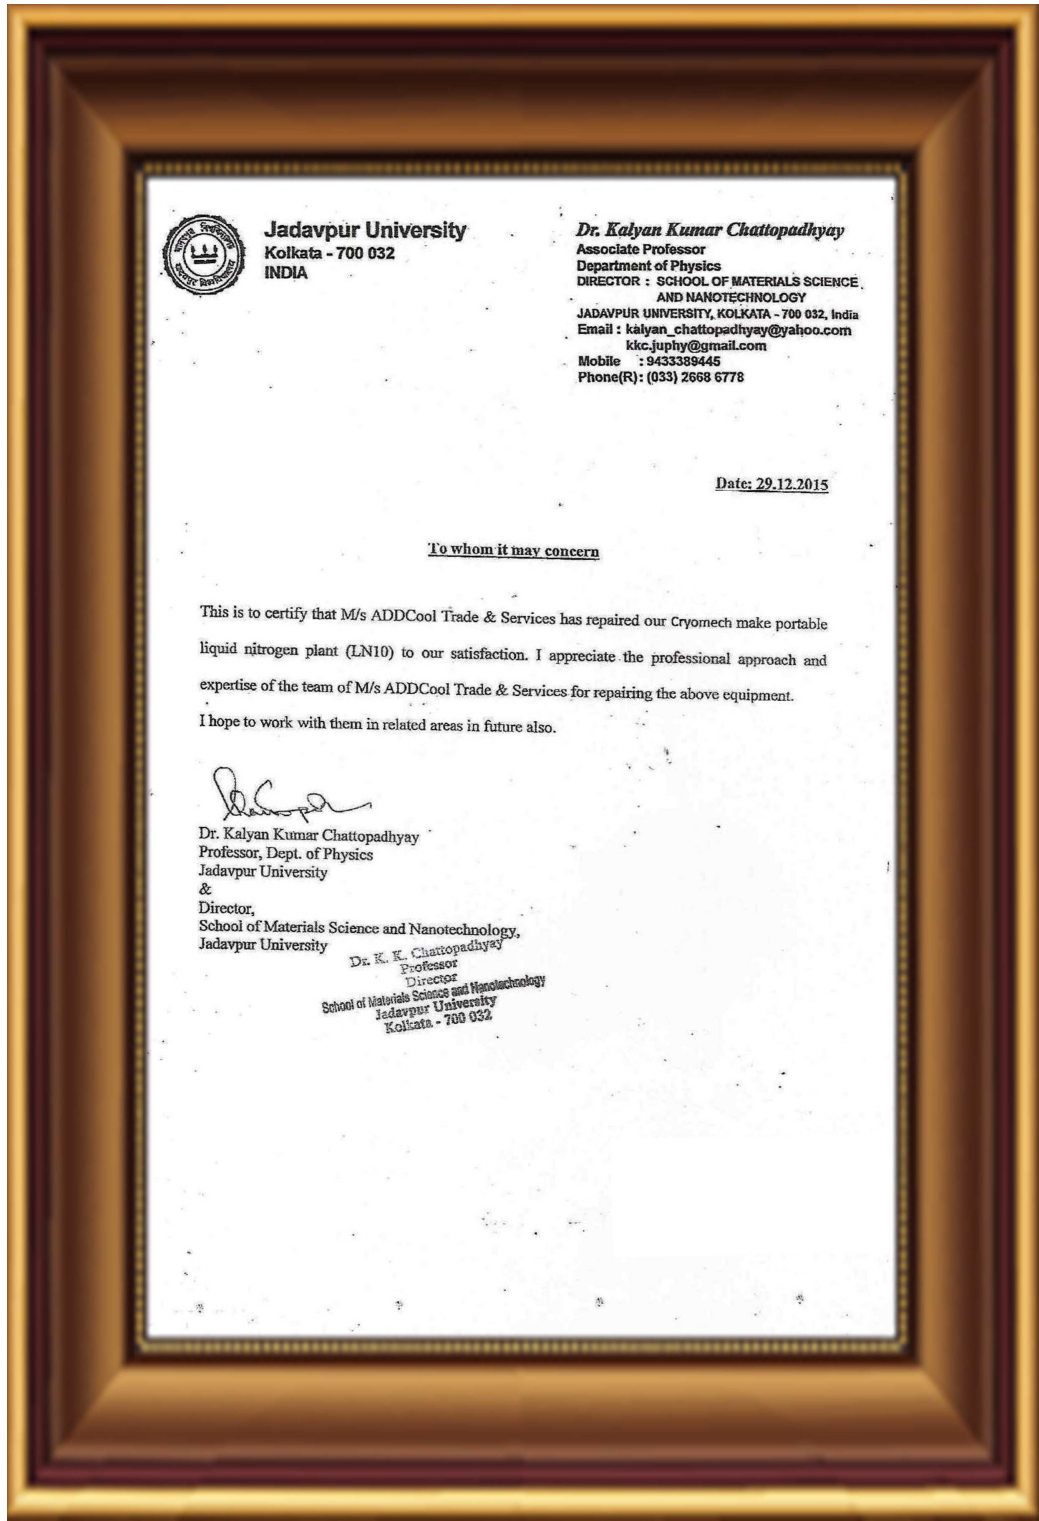 Jadavpur University
Kolkata - 700 032
INDIA
Dr. Kalyan Kumar Chattopadhyay
Associate Professor
Department of Physics
DIRECTOR : SCHOOL OF MATERIALS SCIENCE
AND NANOTECHNOLOGY
JADAVPUR UNIVERSITY, KOLKATA - 700 032, India
Email : kalyan_chattopadhyay@yahoo.com
kkc.juphy@gmail.com
Mobile : 9433389445
Phone(R) : (033) 2668 6778
Date: 29.12.2015
To whom it may concern
This is to certify that M/s ADDCool Trade & Services has repaired our Cryomech make portable
liquid nitrogen plant (LN10) to our satisfaction. I appreciate the professional approach and
expertise of the team of M/s ADDCool Trade & Services for repairing the above equipment.
I hope to work with them in related areas in future also.
Dr. Kalyan Kumar Chattopadhyay
Professor, Dept. of Physics
Jadavpur University
&
Director,
School of Materials Science and Nanotechnology,
Jadavpur University
Dr. K. K. Chattopadhyay
Professor
Director
School of Materials Science and Nanotechnology
Jadavpur University
Kolkata - 700 032